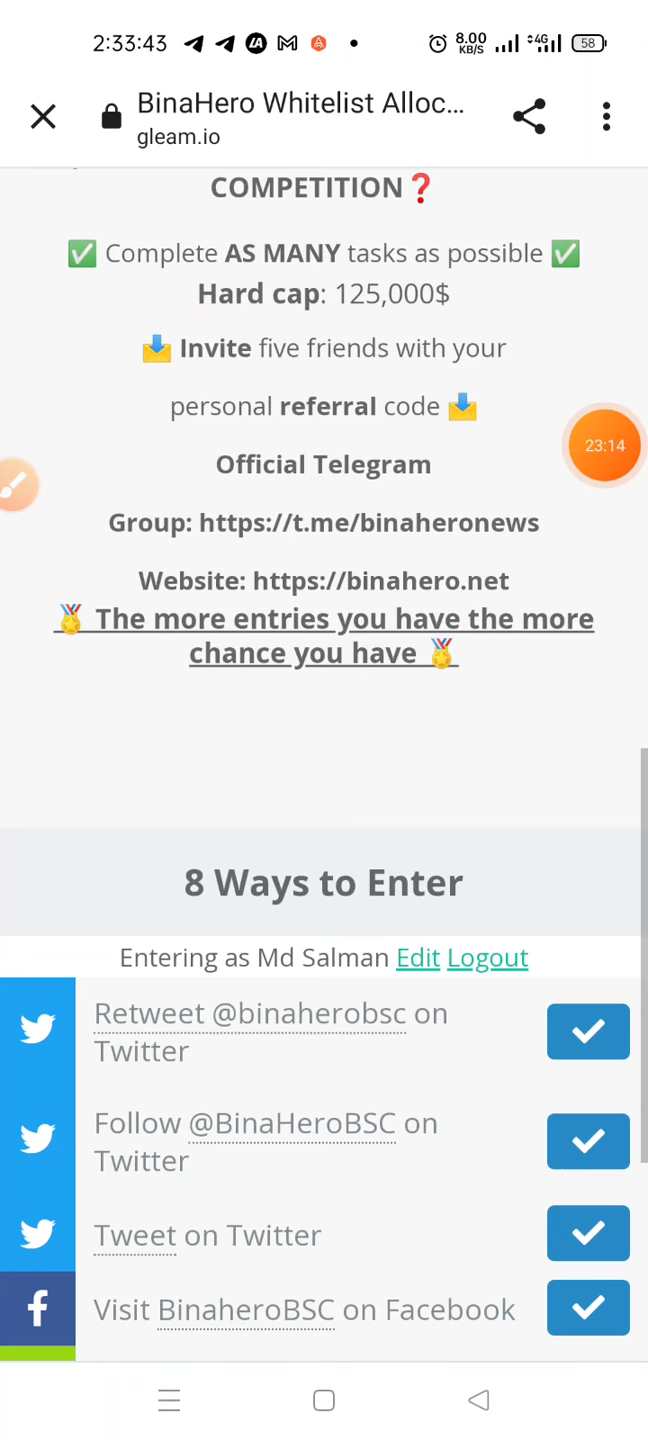 2:33:43 8.00 KB/S 4G 58
BinaHero Whitelist Alloc...
gleam.io
COMPETITION❓
✅ Complete AS MANY tasks as possible ✅
Hard cap: 125,000$
📩 Invite five friends with your
personal referral code 📩
23:14
Official Telegram
Group: https://t.me/binaheronews
Website: https://binahero.net
🏅 The more entries you have the more
chance you have 🏅
8 Ways to Enter
Entering as Md Salman Edit Logout
Retweet @binaherobsc on
Twitter
Follow @BinaHeroBSC on
Twitter
Tweet on Twitter
Visit BinaheroBSC on Facebook